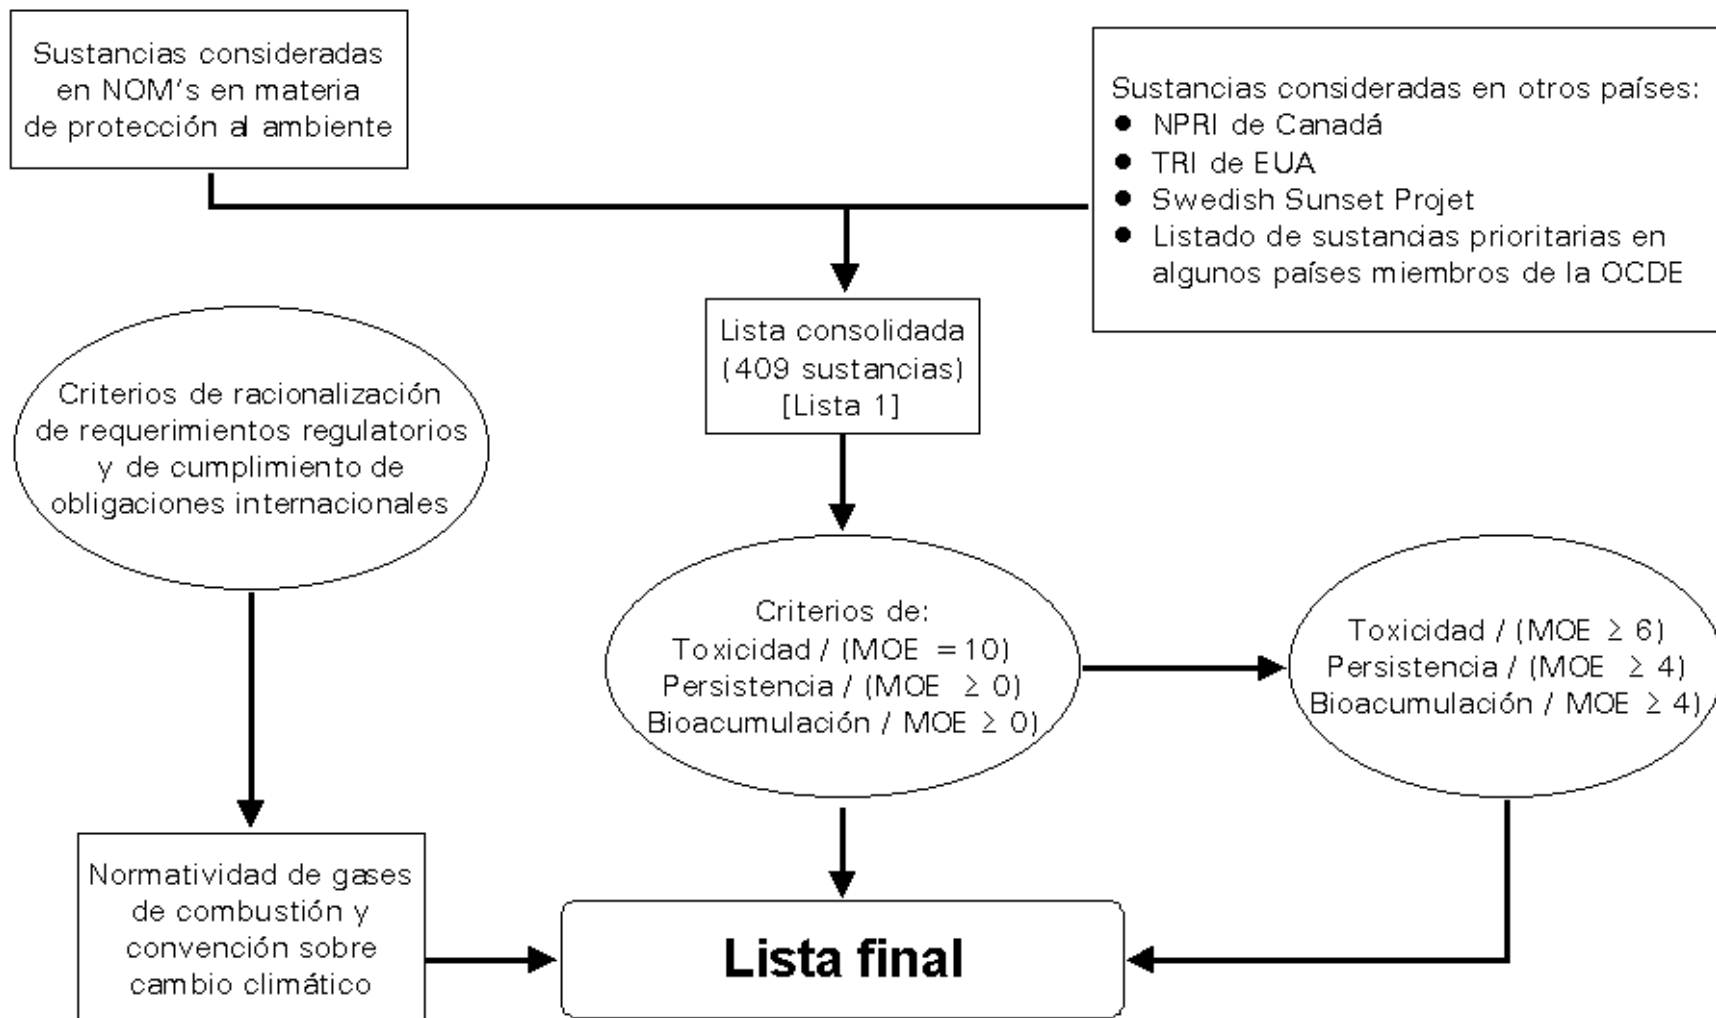 Sustancias consideradas
en NOM's en materia
de protección al ambiente
Sustancias consideradas en otros países:
● NPRI de Canadá
● TRI de EUA
● Swedish Sunset Projet
● Listado de sustancias prioritarias en
algunos países miembros de la OCDE
Lista consolidada
(409 sustancias)
[Lista 1]
Criterios de racionalización
de requerimientos regulatorios
y de cumplimiento de
obligaciones internacionales
Criterios de:
Toxicidad / (MOE =10)
Persistencia / (MOE ≥ 0)
Bioacumulación / MOE ≥ 0)
Toxicidad / (MOE ≥ 6)
Persistencia / (MOE ≥ 4)
Bioacumulación / MOE ≥ 4)
Normatividad de gases
de combustión y
convención sobre
cambio climático
Lista final